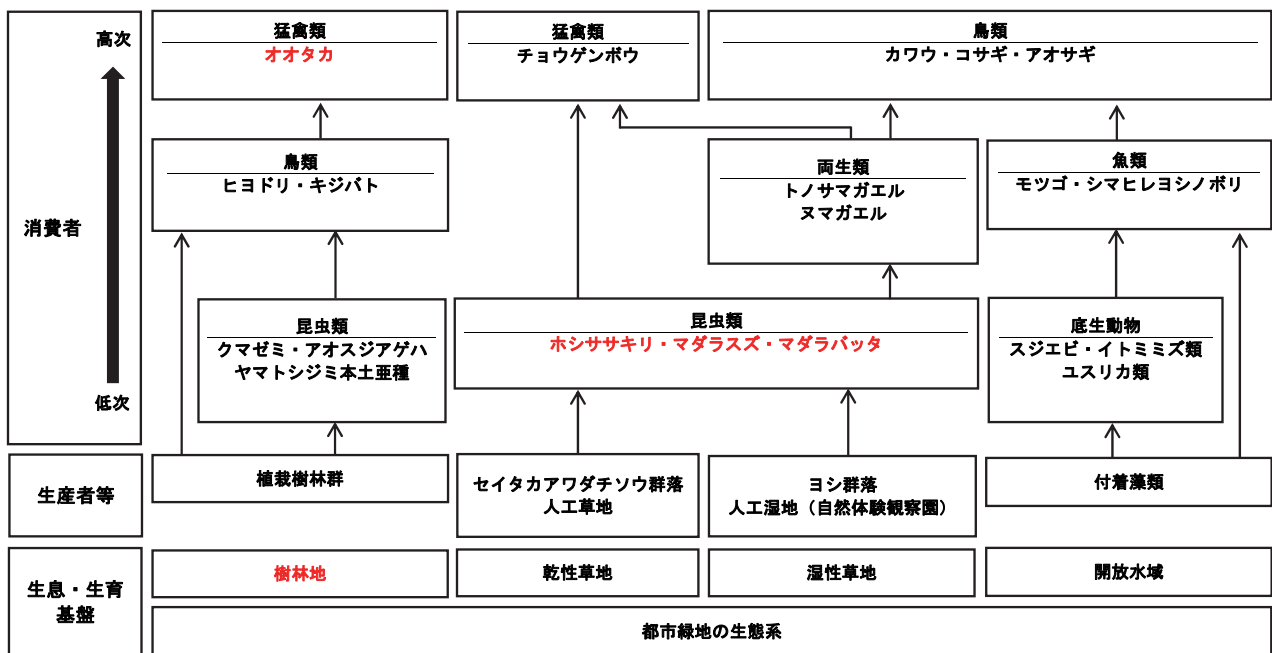 高次
消費者
低次
猛禽類
オオタカ
猛禽類
チョウゲンボウ
鳥類
カワウ・コサギ・アオサギ
鳥類
ヒヨドリ・キジバト
両生類
トノサマガエル
ヌマガエル
魚類
モツゴ・シマヒレヨシノボリ
昆虫類
クマゼミ・アオスジアゲハ
ヤマトシジミ本土亜種
昆虫類
ホシササキリ・マダラスズ・マダラバッタ
底生動物
スジエビ・イトミミズ類
ユスリカ類
生産者等
植栽樹林群
セイタカアワダチソウ群落
人工草地
ヨシ群落
人工湿地（自然体験観察園）
付着藻類
生息・生育
基盤
樹林地
乾性草地
湿性草地
開放水域
都市緑地の生態系